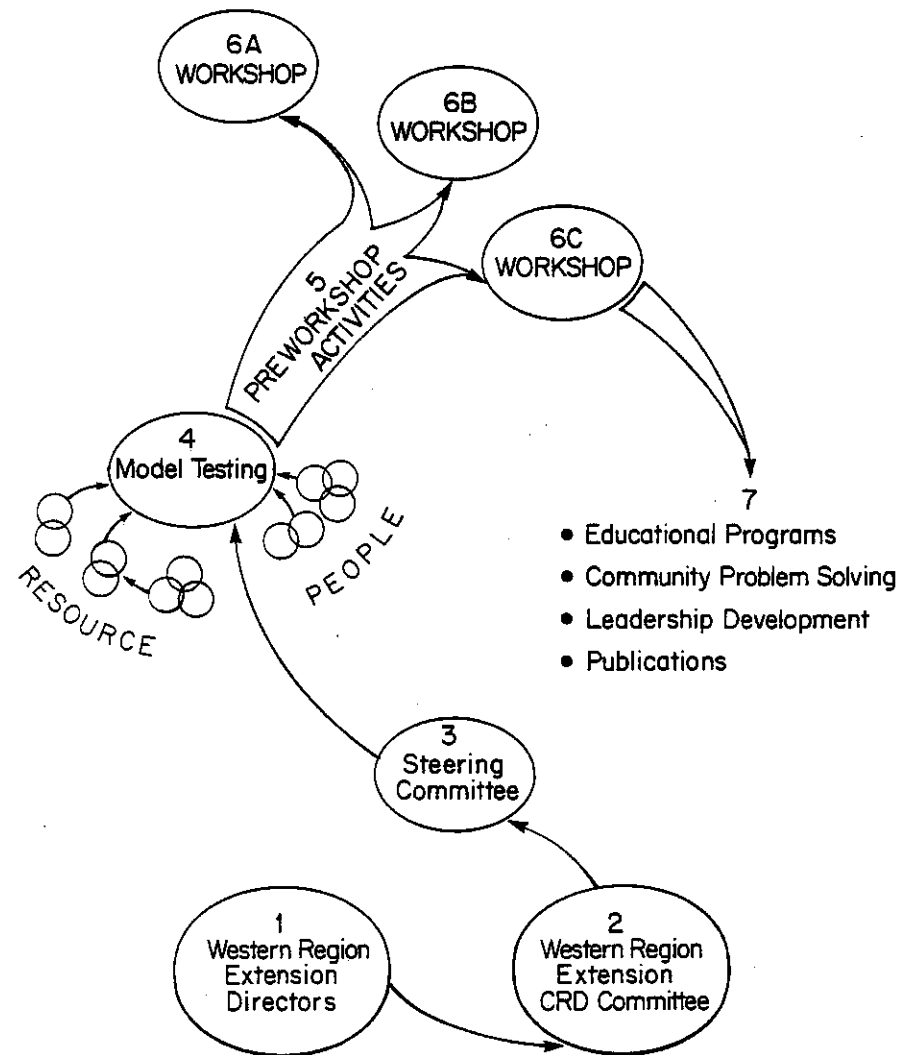 6A
WORKSHOP
6B
WORKSHOP
6C
WORKSHOP
5
PREWORKSHOP
ACTIVITIES
4
Model Testing
RESOURCE
PEOPLE
7
• Educational Programs
• Community Problem Solving
• Leadership Development
• Publications
3
Steering
Committee
1
Western Region
Extension
Directors
2
Western Region
Extension
CRD Committee